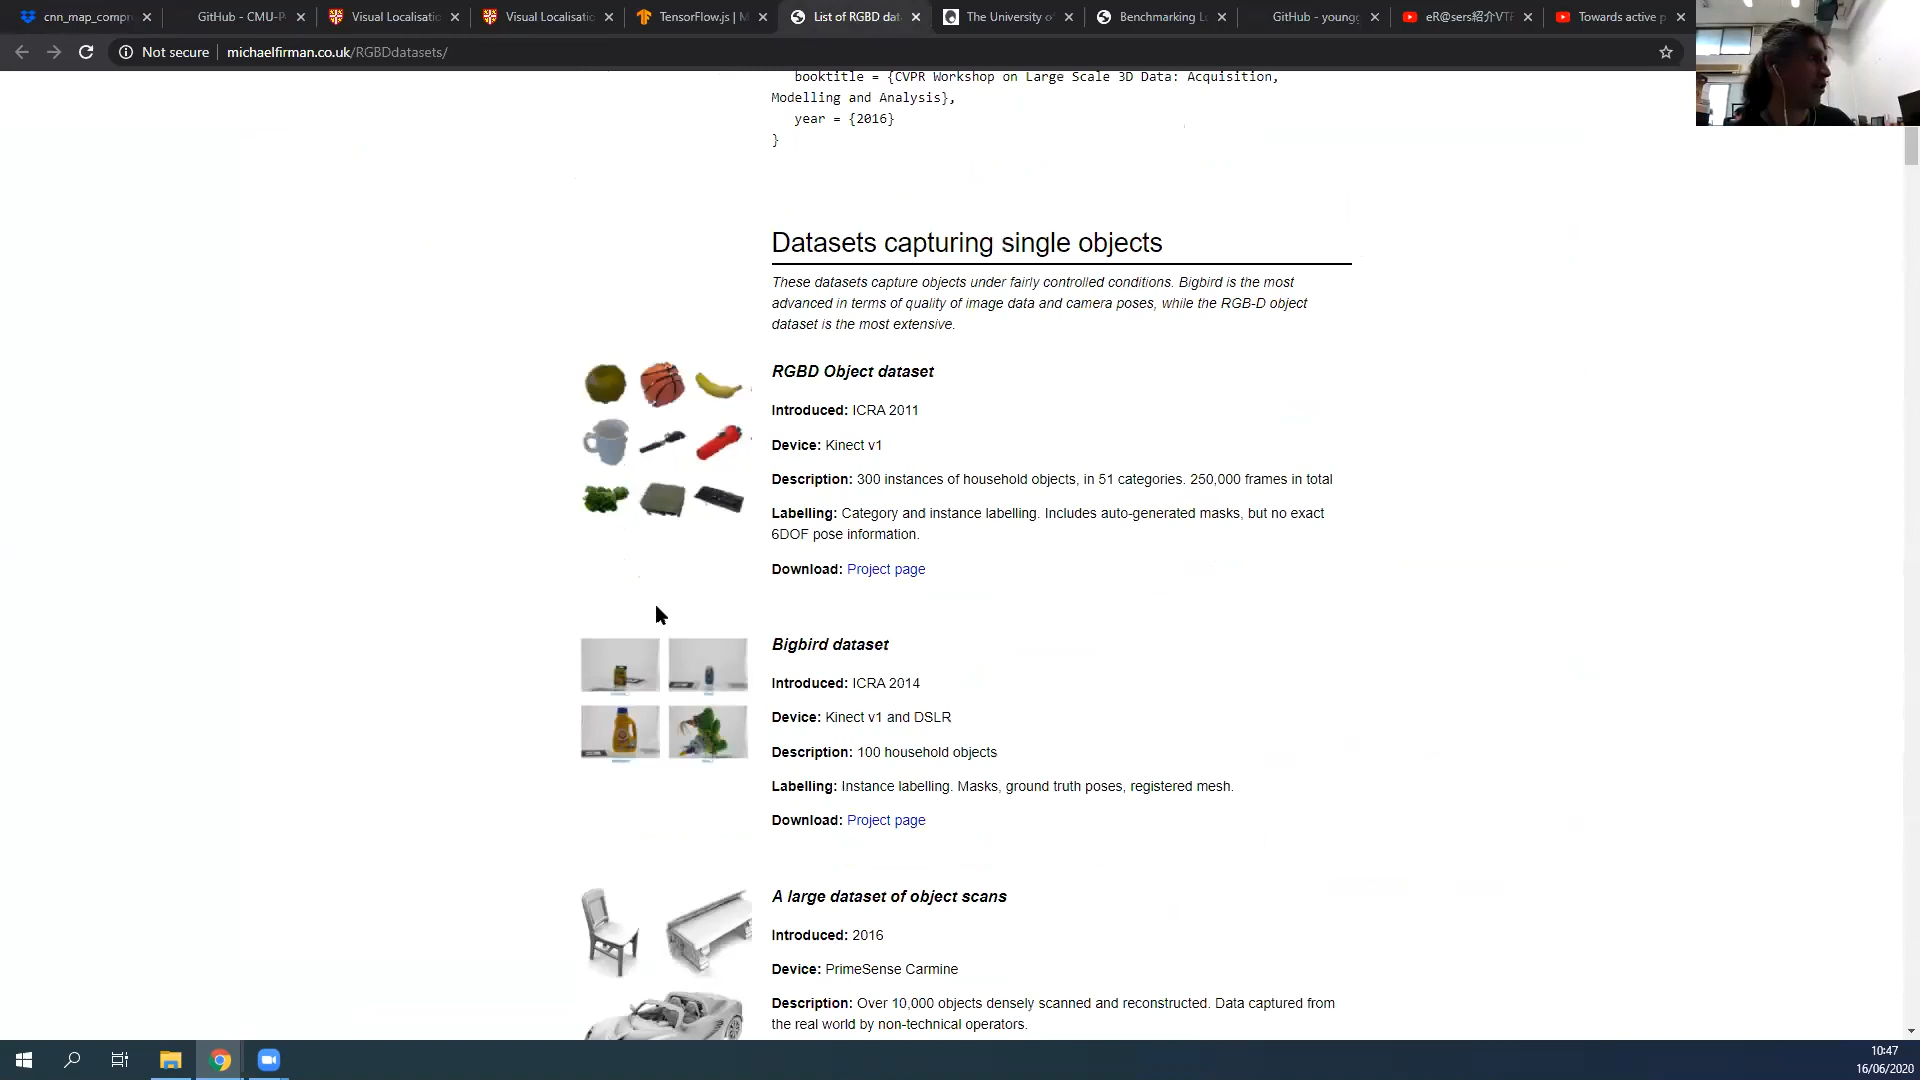 cnn_map_compr
GitHub - CMU-P
Visual Localisatio
Visual Localisatio
TensorFlow.js | M
List of RGBD dat
The University o
Benchmarking Lo
GitHub - young
eR@sers紹介VTR
Towards active p
Not secure
michaelfirman.co.uk/RGBDdatasets/
booktitle = {CVPR Workshop on Large Scale 3D Data: Acquisition,
Modelling and Analysis},
year = {2016}
}
Datasets capturing single objects
These datasets capture objects under fairly controlled conditions. Bigbird is the most
advanced in terms of quality of image data and camera poses, while the RGB-D object
dataset is the most extensive.
RGBD Object dataset
Introduced: ICRA 2011
Device: Kinect v1
Description: 300 instances of household objects, in 51 categories. 250,000 frames in total
Labelling: Category and instance labelling. Includes auto-generated masks, but no exact
6DOF pose information.
Download: Project page
Bigbird dataset
Introduced: ICRA 2014
Device: Kinect v1 and DSLR
Description: 100 household objects
Labelling: Instance labelling. Masks, ground truth poses, registered mesh.
Download: Project page
A large dataset of object scans
Introduced: 2016
Device: PrimeSense Carmine
Description: Over 10,000 objects densely scanned and reconstructed. Data captured from
the real world by non-technical operators.
10:47
16/06/2020